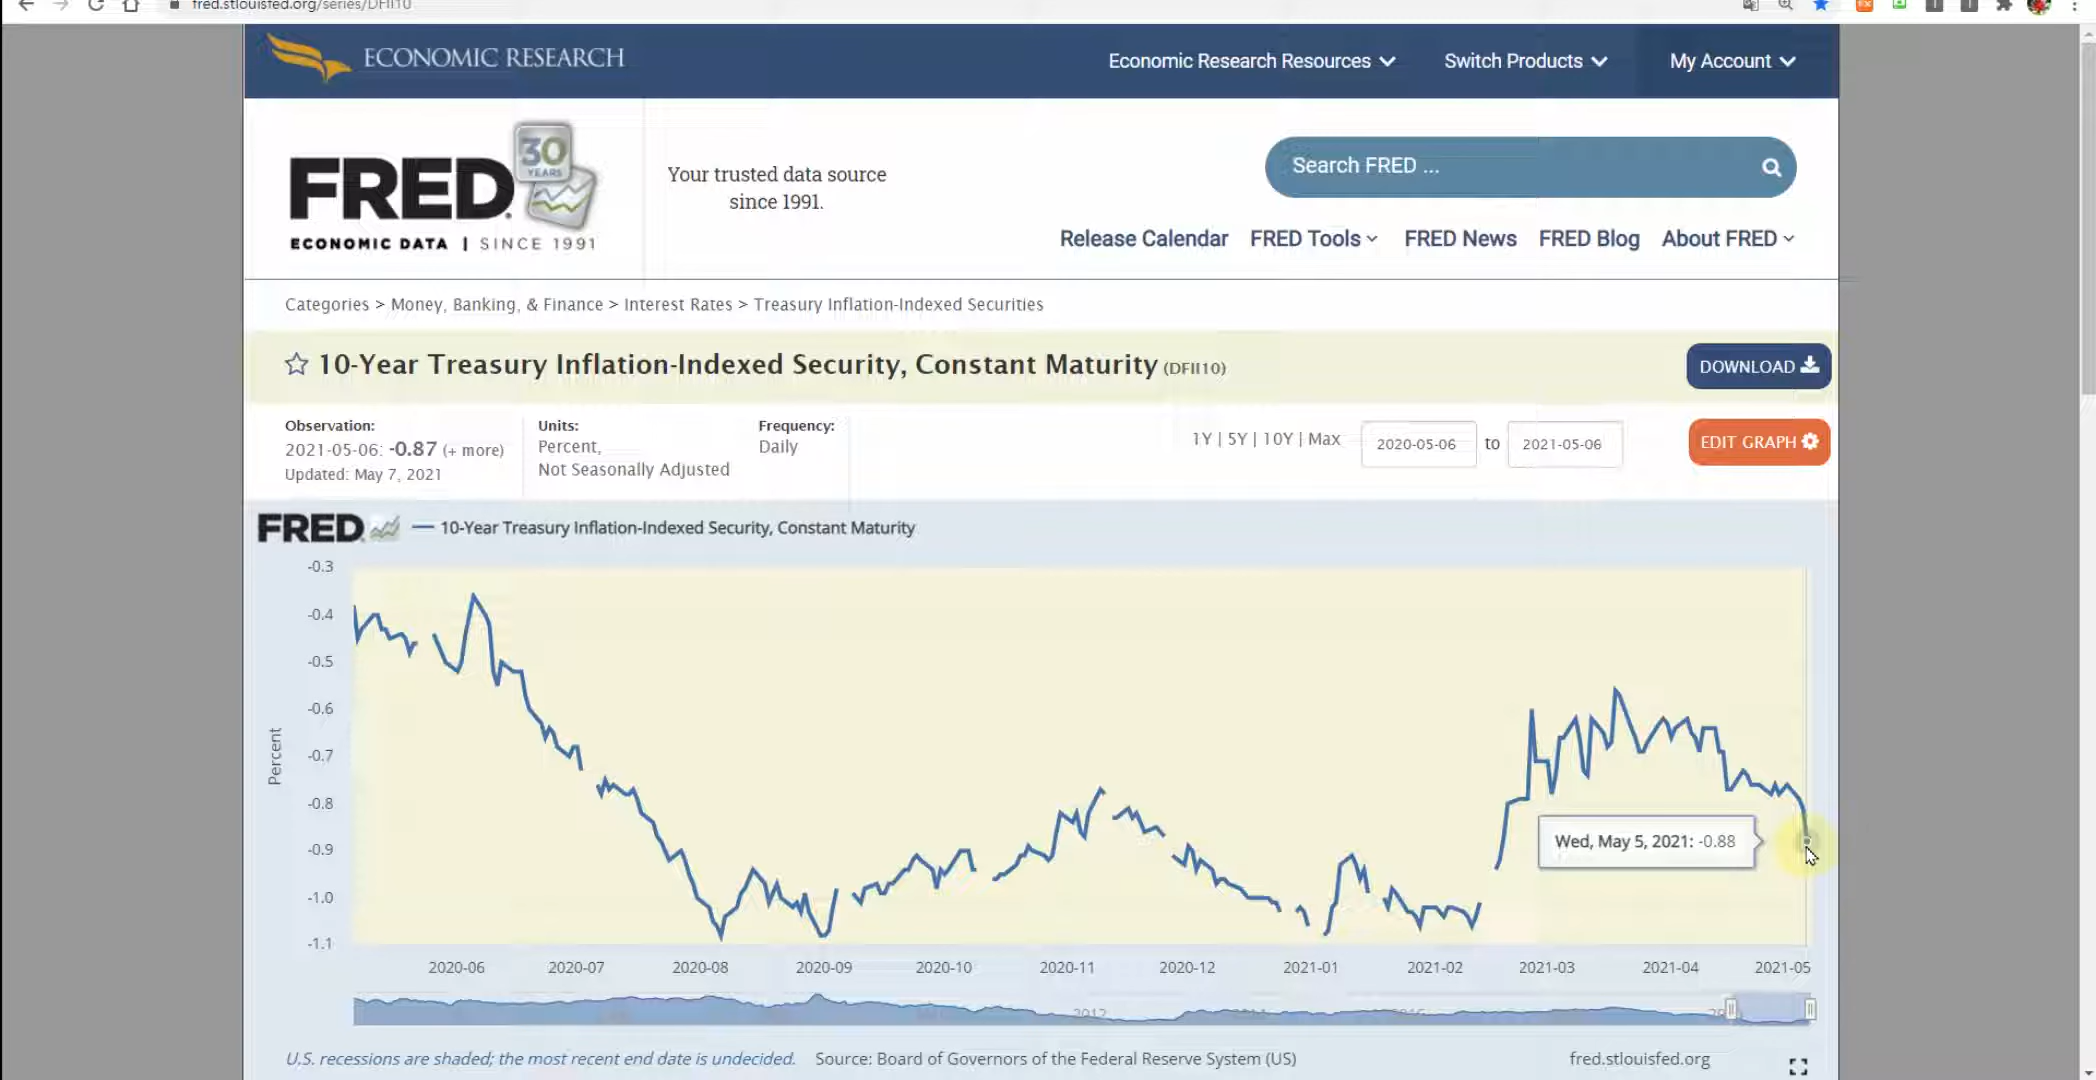 fred.stlouisfed.org/series/DFII10
ECONOMIC RESEARCH
Economic Research Resources
Switch Products
My Account
30
YEARS
FRED
ECONOMIC DATA | SINCE 1991
Your trusted data source
since 1991.
Search FRED ...
Release Calendar
FRED Tools
FRED News
FRED Blog
About FRED
Categories > Money, Banking, & Finance > Interest Rates > Treasury Inflation-Indexed Securities
10-Year Treasury Inflation-Indexed Security, Constant Maturity (DFII10)
DOWNLOAD
Observation:
2021-05-06: -0.87 (+ more)
Updated: May 7, 2021
Units:
Percent,
Not Seasonally Adjusted
Frequency:
Daily
1Y | 5Y | 10Y | Max
2020-05-06
to
2021-05-06
EDIT GRAPH
FRED
10-Year Treasury Inflation-Indexed Security, Constant Maturity
-0.3
-0.4
-0.5
-0.6
-0.7
-0.8
-0.9
-1.0
-1.1
Percent
Wed, May 5, 2021: -0.88
2020-06
2020-07
2020-08
2020-09
2020-10
2020-11
2020-12
2021-01
2021-02
2021-03
2021-04
2021-05
2012
U.S. recessions are shaded; the most recent end date is undecided.
Source: Board of Governors of the Federal Reserve System (US)
fred.stlouisfed.org